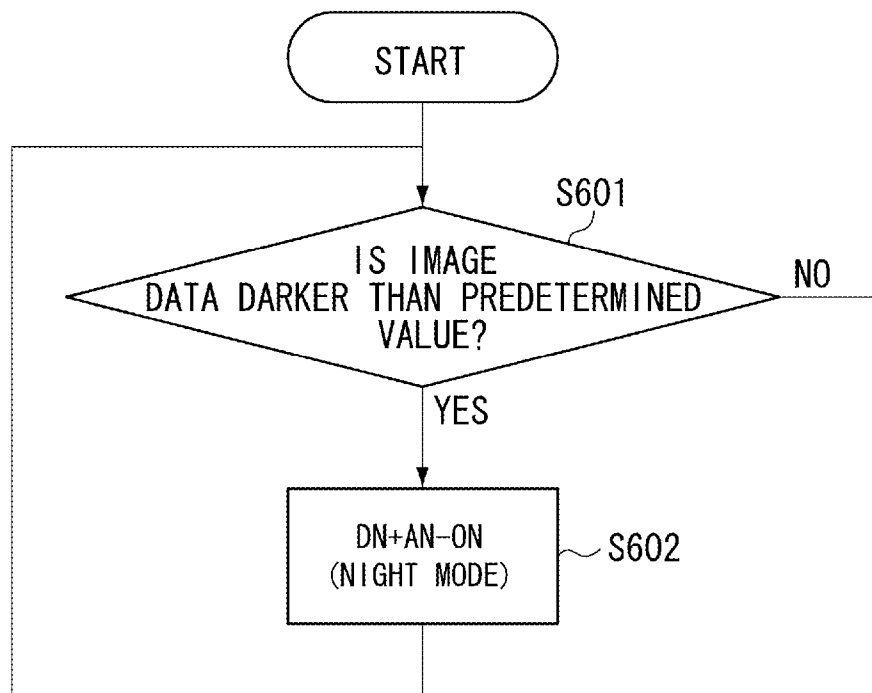 START
S601
IS IMAGE
DATA DARKER THAN PREDETERMINED
VALUE?
NO
YES
DN+AN-ON
(NIGHT MODE)
S602